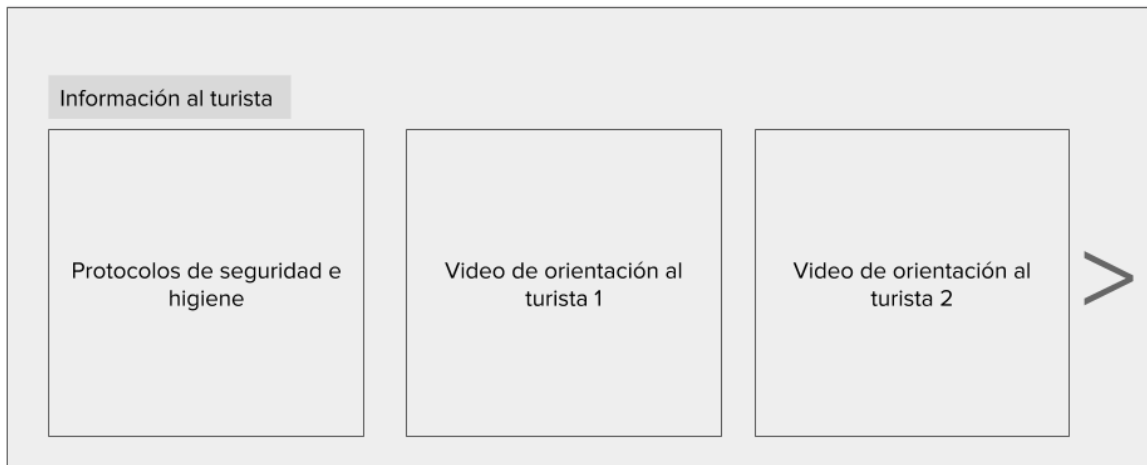 Información al turista
Protocolos de seguridad e
higiene
Video de orientación al
turista 1
Video de orientación al
turista 2
>